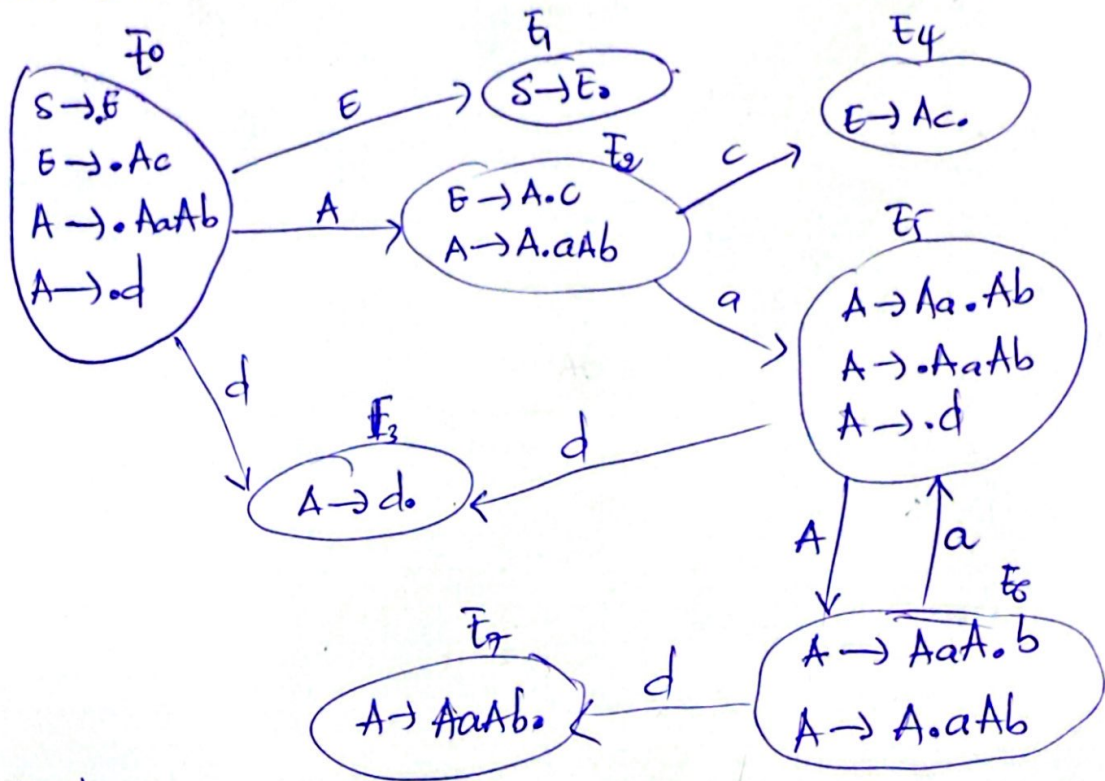 E0
S→.E
E→.Ac
A→.AaAb
A→.d
E
E1
S→E.
A
E2
E→A.c
A→A.aAb
c
E4
E→Ac.
a
E5
A→Aa.Ab
A→.AaAb
A→.d
d
E3
A→d.
d
A
a
E6
A→AaA.b
A→A.aAb
d
E7
A→AaAb.